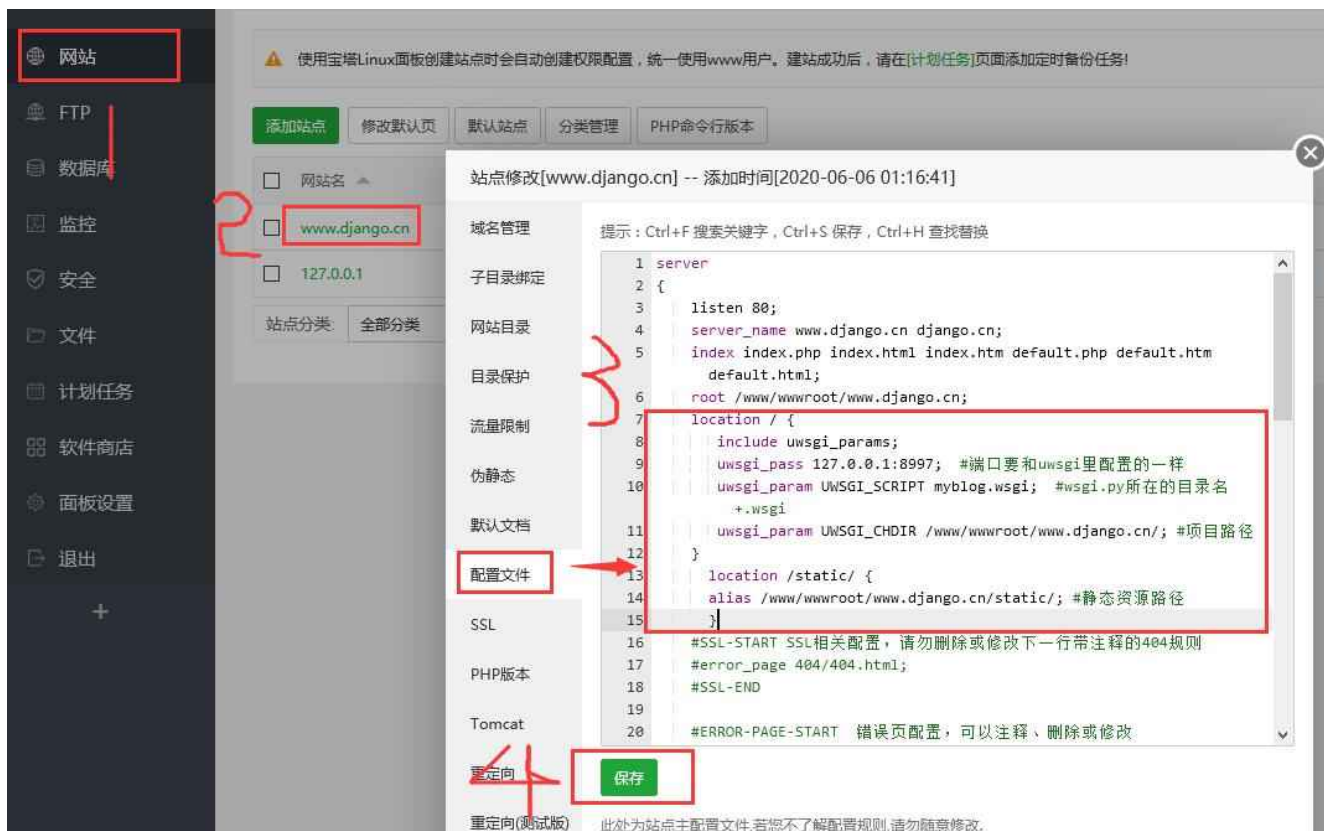 网站
FTP
数据库
监控
安全
文件
计划任务
软件商店
面板设置
退出
使用宝塔Linux面板创建站点时会自动创建权限配置，统一使用www用户。建站成功后，请在[计划任务]页面添加定时备份任务!
添加站点 修改默认页 默认站点 分类管理 PHP命令行版本
网站名
www.django.cn
127.0.0.1
站点分类: 全部分类
1
2
3
4
站点修改[www.django.cn] -- 添加时间[2020-06-06 01:16:41]
域名管理
子目录绑定
网站目录
目录保护
流量限制
伪静态
默认文档
配置文件
SSL
PHP版本
Tomcat
重定向
重定向(测试版)
提示：Ctrl+F 搜索关键字，Ctrl+S 保存，Ctrl+H 查找替换
1 server
2 {
3 listen 80;
4 server_name www.django.cn django.cn;
5 index index.php index.html index.htm default.php default.htm
default.html;
6 root /www/wwwroot/www.django.cn;
7 location / {
8 include uwsgi_params;
9 uwsgi_pass 127.0.0.1:8997; #端口要和uwsgi里配置的一样
10 uwsgi_param UWSGI_SCRIPT myblog.wsgi; #wsgi.py所在的目录名
+.wsgi
11 uwsgi_param UWSGI_CHDIR /www/wwwroot/www.django.cn/; #项目路径
12 }
13 location /static/ {
14 alias /www/wwwroot/www.django.cn/static/; #静态资源路径
15 }
16 #SSL-START SSL相关配置，请勿删除或修改下一行带注释的404规则
17 #error_page 404/404.html;
18 #SSL-END
19
20 #ERROR-PAGE-START 错误页配置，可以注释、删除或修改
保存
此处为站点主配置文件,若您不了解配置规则,请勿随意修改.